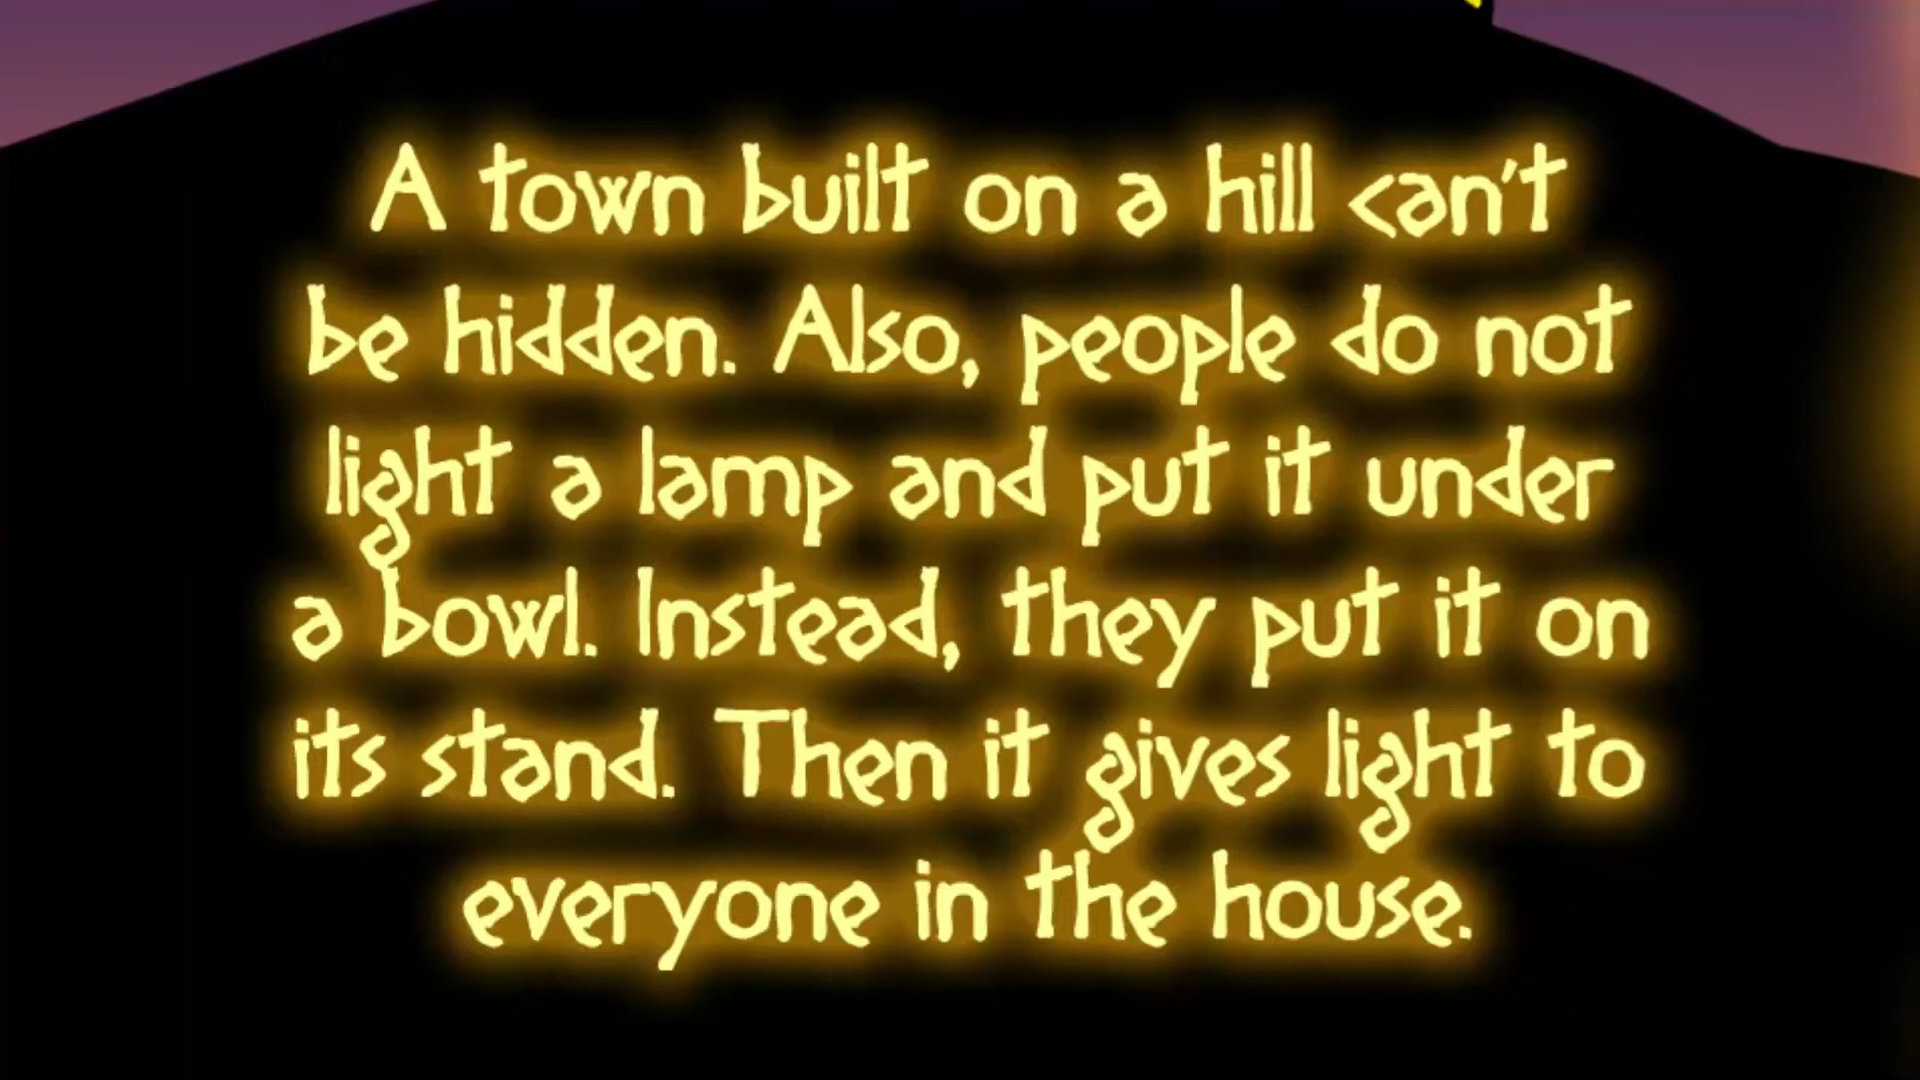 A town built on a hill can't
be hidden. Also, people do not
light a lamp and put it under
a bowl. Instead, they put it on
its stand. Then it gives light to
everyone in the house.